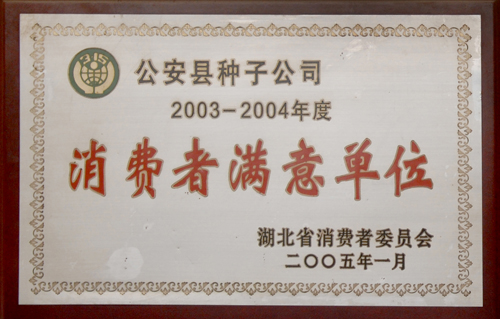 315
公安县种子公司
2003-2004年度
消费者满意单位
湖北省消费者委员会
二〇〇五年一月